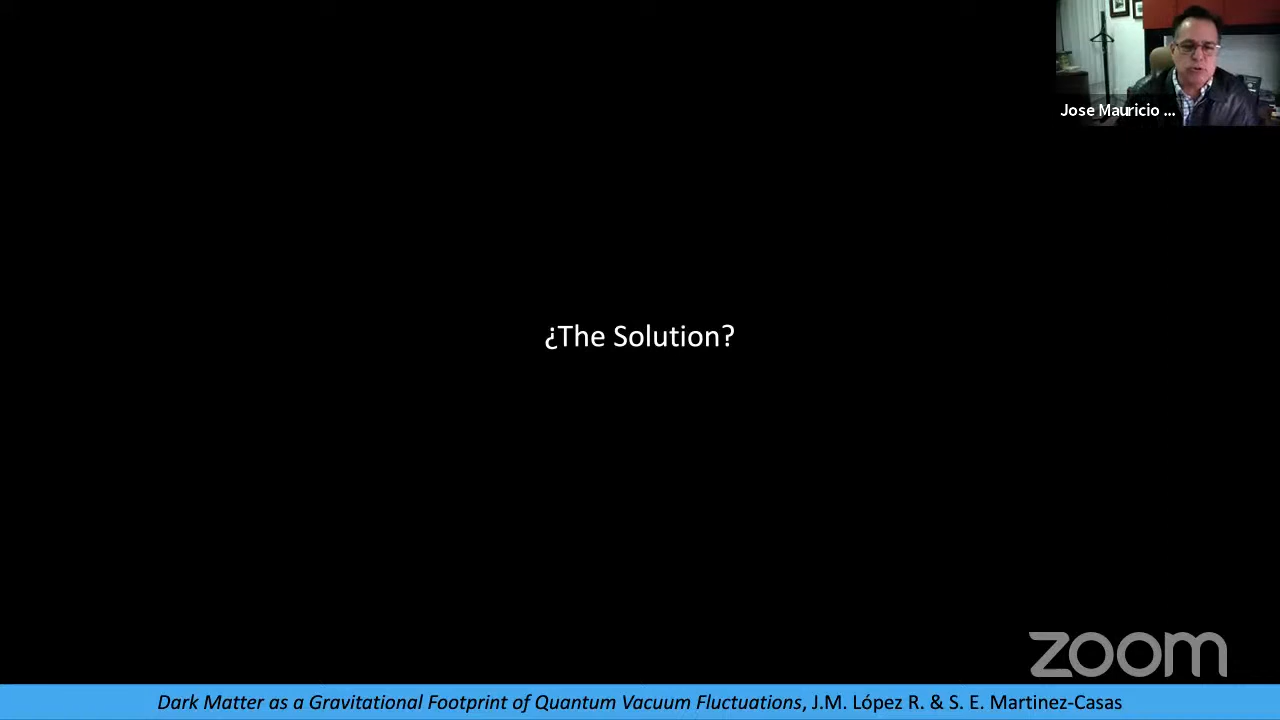 Jose Mauricio ...
¿The Solution?
zoom
Dark Matter as a Gravitational Footprint of Quantum Vacuum Fluctuations, J.M. López R. & S. E. Martinez-Casas